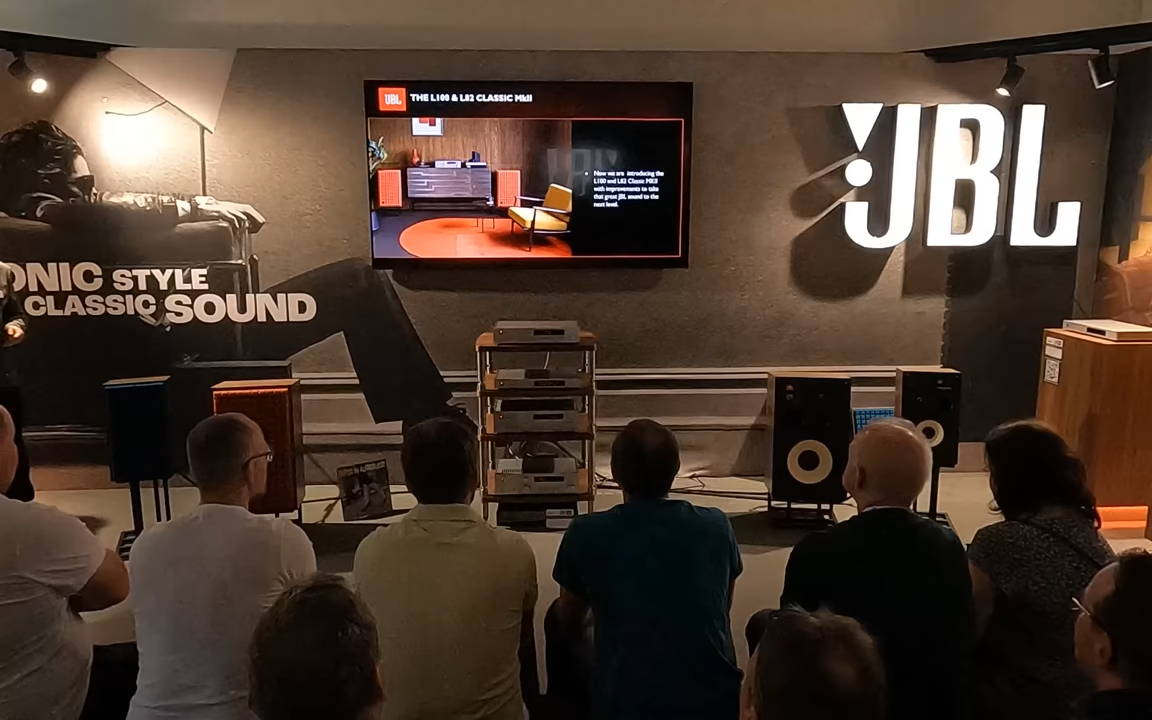 JBL
THE L100 & L82 CLASSIC MkII
• Now we are introducing the
L100 and L82 Classic MKII
with improvements to take
that great JBL sound to the
next level.
JBL
ONIC STYLE
CLASSIC SOUND